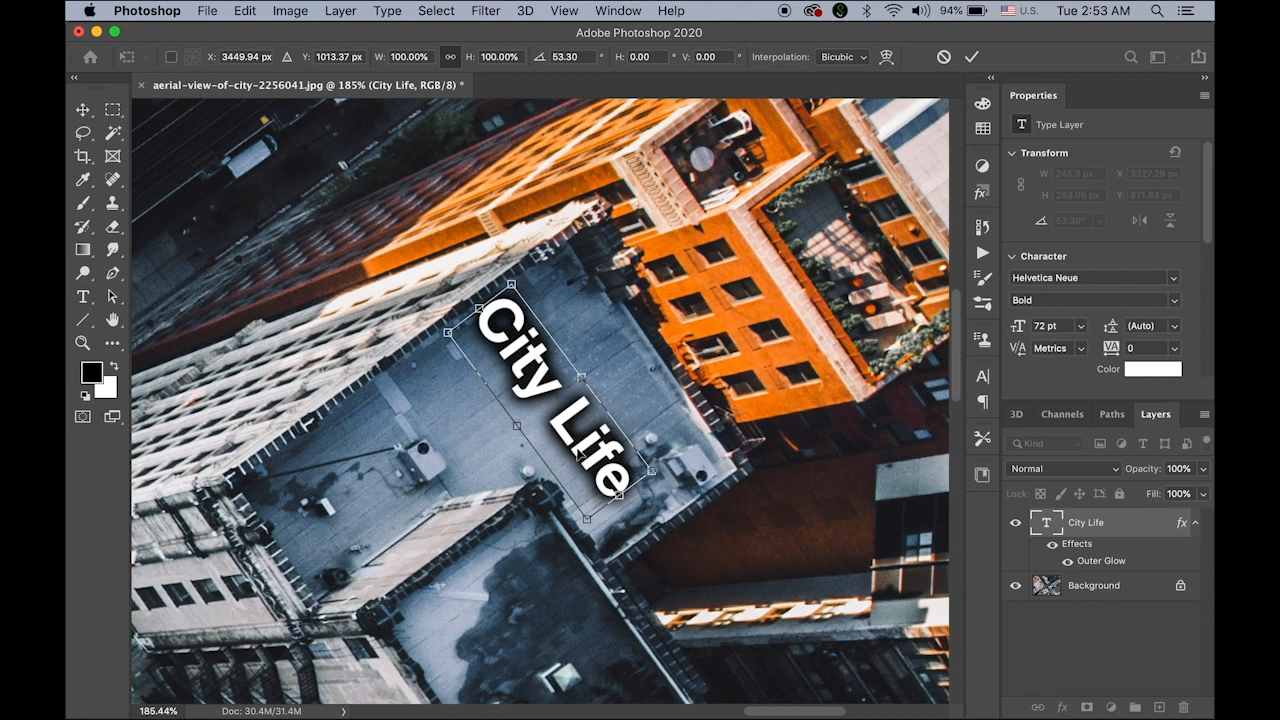 Photoshop File Edit Image Layer Type Select Filter 3D View Window Help 94% U.S. Tue 2:53 AM
Adobe Photoshop 2020
X: 3449.94 px Y: 1013.37 px W: 100.00% H: 100.00% 53.30 ° H: 0.00 ° V: 0.00 ° Interpolation: Bicubic
aerial-view-of-city-2256041.jpg @ 185% (City Life, RGB/8) *
Properties
T Type Layer
Transform
W 245.3 px X 3327.29 px
H 283.06 px Y 871.84 px
53.30°
Character
Helvetica Neue
Bold
72 pt (Auto)
Metrics 0
Color
City Life
3D Channels Paths Layers
Kind
Normal Opacity: 100%
Lock: Fill: 100%
T City Life fx
Effects
Outer Glow
Background
185.44% Doc: 30.4M/31.4M